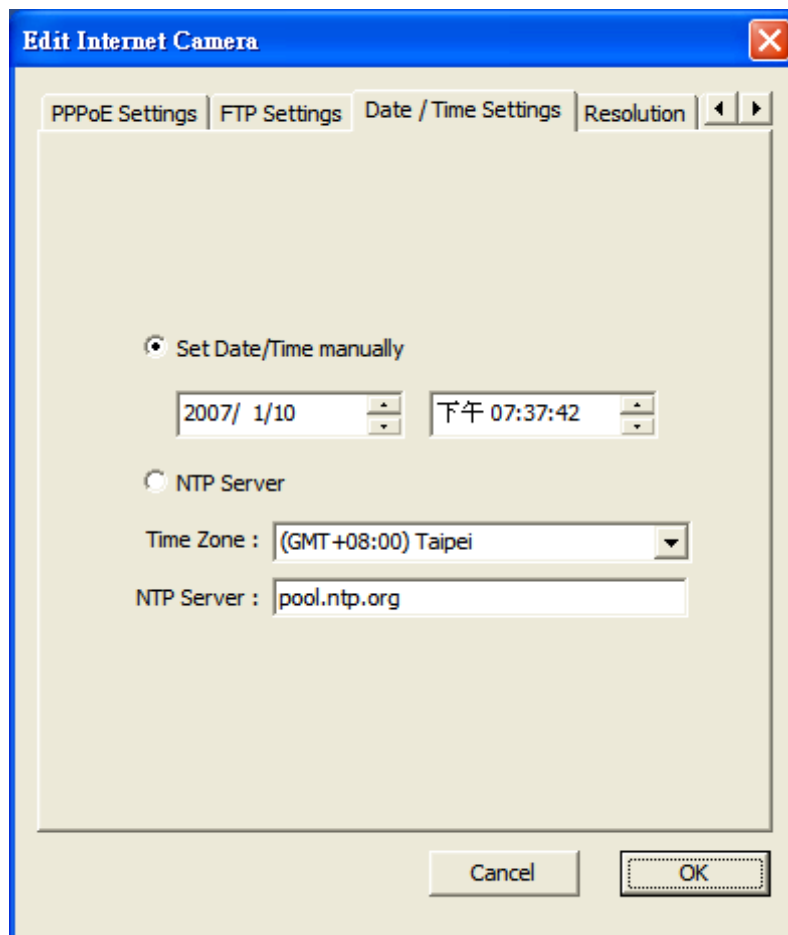 Edit Internet Camera
PPPoE Settings FTP Settings Date / Time Settings Resolution
Set Date/Time manually
2007/ 1/10 下午 07:37:42
NTP Server
Time Zone : (GMT+08:00) Taipei
NTP Server : pool.ntp.org
Cancel OK